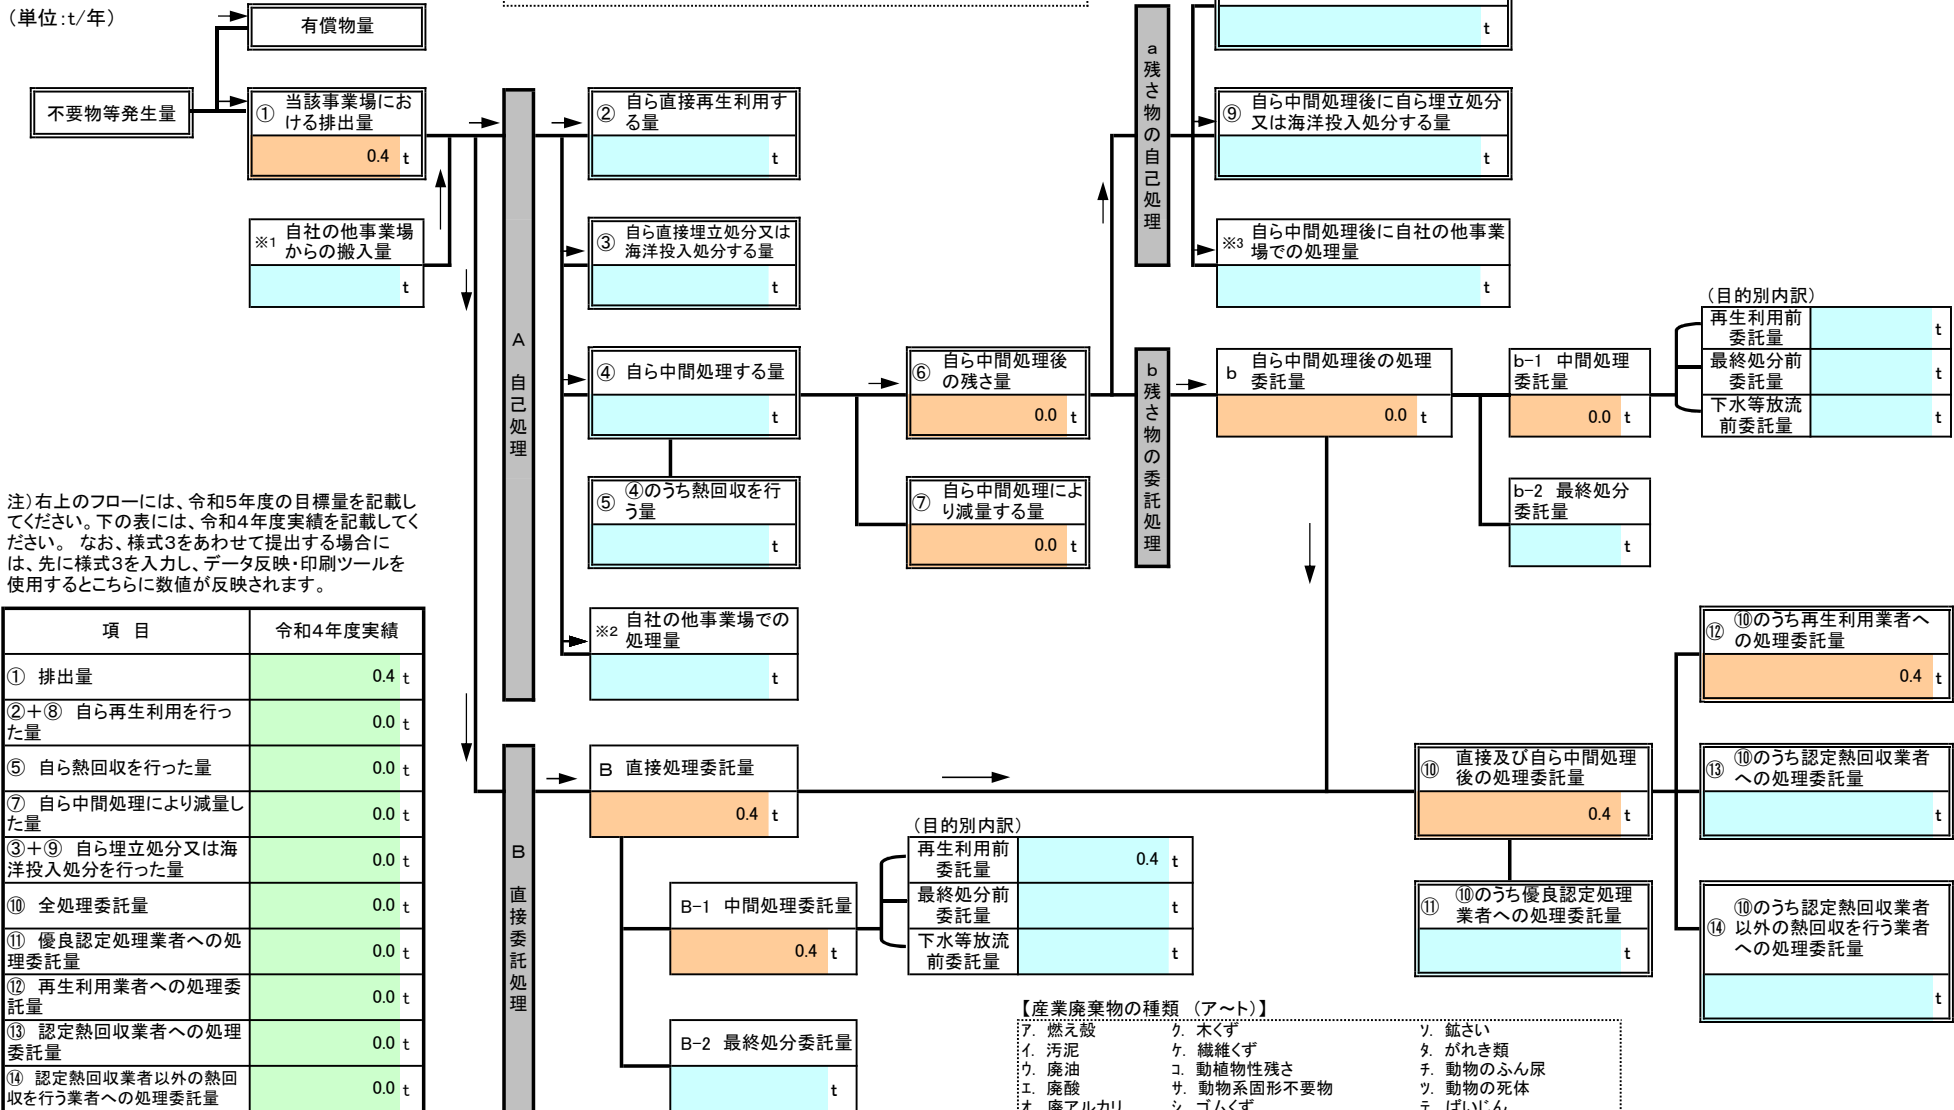 （単位:t/年）
有償物量
不要物等発生量
① 当該事業場にお
ける排出量
0.4 t
※1 自社の他事業場
からの搬入量
t
A 自己処理
② 自ら直接再生利用す
る量
t
③ 自ら直接埋立処分又は
海洋投入処分する量
t
④ 自ら中間処理する量
t
⑤ ④のうち熱回収を行
う量
t
※2 自社の他事業場での
処理量
t
⑥ 自ら中間処理後
の残さ量
0.0 t
⑦ 自ら中間処理によ
り減量する量
0.0 t
a 残さ物の自己処理
t
⑨ 自ら中間処理後に自ら埋立処分
又は海洋投入処分する量
t
※3 自ら中間処理後に自社の他事業
場での処理量
t
b 残さ物の委託処理
b 自ら中間処理後の処理
委託量
0.0 t
b-1 中間処理
委託量
0.0 t
b-2 最終処分
委託量
t
（目的別内訳）
再生利用前
委託量
t
最終処分前
委託量
t
下水等放流
前委託量
t
注）右上のフローには、令和5年度の目標量を記載し
てください。下の表には、令和4年度実績を記載してく
ださい。 なお、様式3をあわせて提出する場合に
は、先に様式3を入力し、データ反映・印刷ツールを
使用するとこちらに数値が反映されます。
項 目 令和4年度実績
① 排出量 0.4 t
②＋⑧ 自ら再生利用を行っ
た量 0.0 t
⑤ 自ら熱回収を行った量 0.0 t
⑦ 自ら中間処理により減量し
た量 0.0 t
③＋⑨ 自ら埋立処分又は海
洋投入処分を行った量 0.0 t
⑩ 全処理委託量 0.0 t
⑪ 優良認定処理業者への処
理委託量 0.0 t
⑫ 再生利用業者への処理委
託量 0.0 t
⑬ 認定熱回収業者への処理
委託量 0.0 t
⑭ 認定熱回収業者以外の熱回
収を行う業者への処理委託量 0.0 t
B 直接委託処理
B 直接処理委託量
0.4 t
B-1 中間処理委託量
0.4 t
B-2 最終処分委託量
t
（目的別内訳）
再生利用前
委託量
0.4 t
最終処分前
委託量
t
下水等放流
前委託量
t
⑩ 直接及び自ら中間処理
後の処理委託量
0.4 t
⑪ ⑩のうち優良認定処理
業者への処理委託量
t
⑫ ⑩のうち再生利用業者へ
の処理委託量
0.4 t
⑬ ⑩のうち認定熱回収業者
への処理委託量
t
⑭ ⑩のうち認定熱回収業者
以外の熱回収を行う業者
への処理委託量
t
【産業廃棄物の種類 （ア～ト）】
ア. 燃え殻 ク. 木くず ソ. 鉱さい
イ. 汚泥 ケ. 繊維くず タ. がれき類
ウ. 廃油 コ. 動植物性残さ チ. 動物のふん尿
エ. 廃酸 サ. 動物系固形不要物 ツ. 動物の死体
オ. 廃アルカリ シ. ゴムくず テ. ばいじん